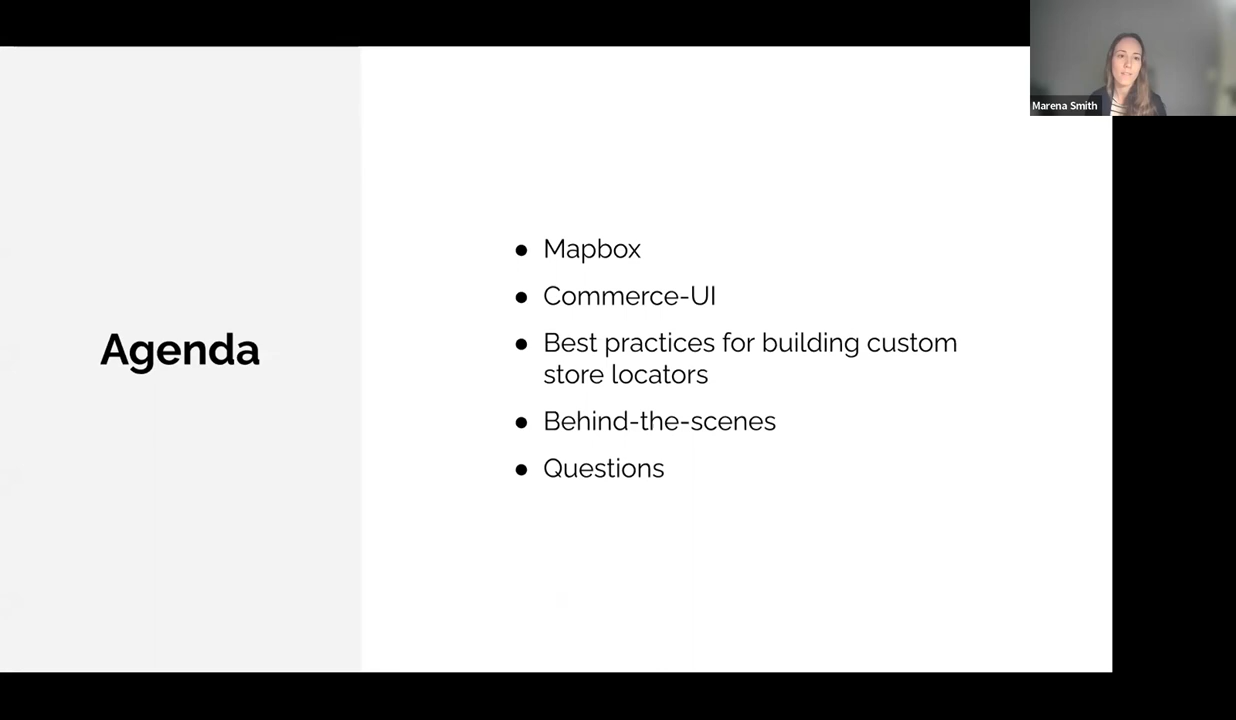 Marena Smith
Agenda
● Mapbox
● Commerce-UI
● Best practices for building custom
store locators
● Behind-the-scenes
● Questions